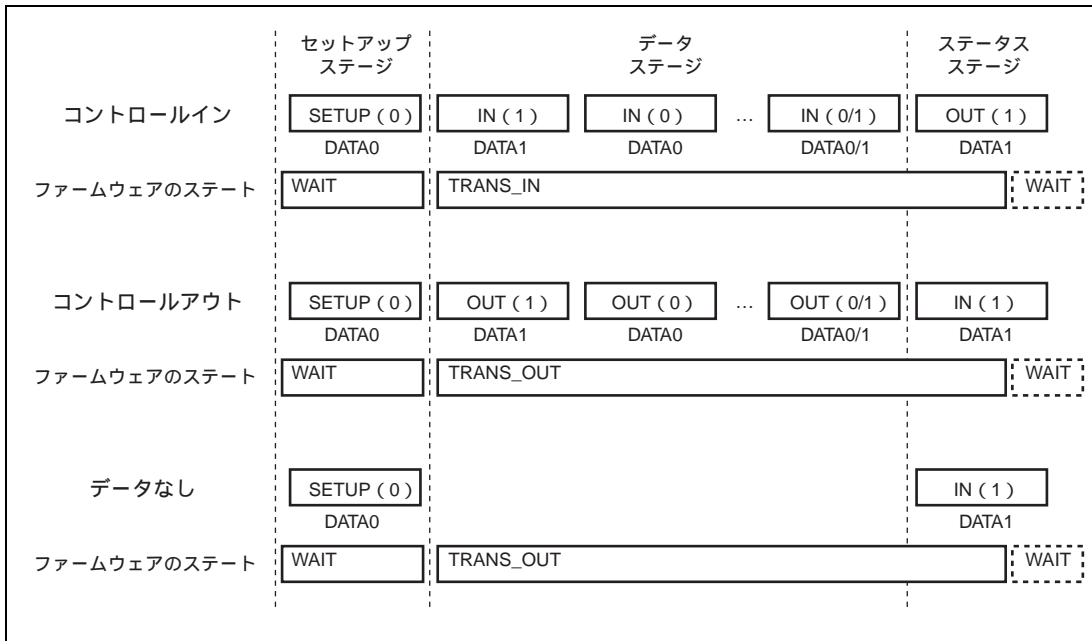 セットアップ
ステージ
データ
ステージ
ステータス
ステージ
コントロールイン SETUP ( 0 ) IN ( 1 ) IN ( 0 ) … IN ( 0/1 ) OUT ( 1 )
DATA0 DATA1 DATA0 DATA0/1 DATA1
ファームウェアのステート WAIT TRANS_IN WAIT
コントロールアウト SETUP ( 0 ) OUT ( 1 ) OUT ( 0 ) … OUT ( 0/1 ) IN ( 1 )
DATA0 DATA1 DATA0 DATA0/1 DATA1
ファームウェアのステート WAIT TRANS_OUT WAIT
データなし SETUP ( 0 ) IN ( 1 )
DATA0 DATA1
ファームウェアのステート WAIT TRANS_OUT WAIT